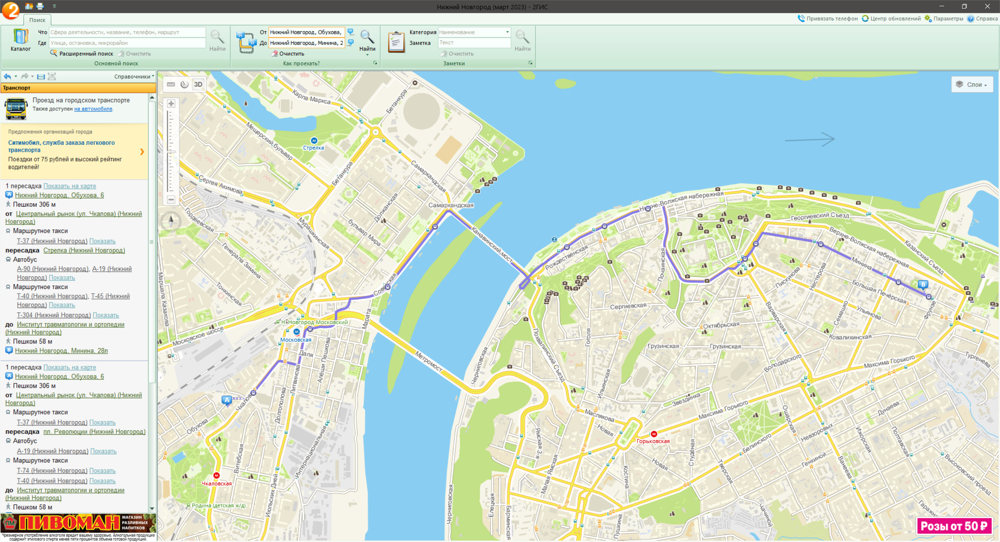 Нижний Новгород (март 2023) - 2ГИС
Поиск
Привязать телефон
Центр обновлений
Параметры
Справка
Каталог
Что
Сфера деятельности, название, телефон, маршрут
Где
Улица, остановка, микрорайон
Расширенный поиск
Очистить
Найти
Основной поиск
A
B
От
Нижний Новгород, Обухова,
До
Нижний Новгород, Минина, 2
Очистить
Найти
Как проехать?
Категория
Наименование
Заметка
Текст
Очистить
Найти
Заметки
Справочники
Транспорт
Проезд на городском транспорте
Также доступен на автомобиле.
Предложения организаций города
Ситимобил, служба заказа легкового
транспорта
Поездки от 75 рублей и высокий рейтинг
водителей!
1 пересадка Показать на карте
A Нижний Новгород, Обухова, 6
Пешком 306 м
от Центральный рынок (ул. Чкалова) (Нижний
Новгород)
Маршрутное такси
Т-37 (Нижний Новгород) Показать
пересадка Стрелка (Нижний Новгород)
Автобус
А-90 (Нижний Новгород), А-19 (Нижний
Новгород) Показать
Маршрутное такси
Т-40 (Нижний Новгород), Т-45 (Нижний
Новгород) Показать
Т-304 (Нижний Новгород) Показать
до Институт травматологии и ортопедии
(Нижний Новгород)
Пешком 58 м
B Нижний Новгород, Минина, 28л
1 пересадка Показать на карте
A Нижний Новгород, Обухова, 6
Пешком 306 м
от Центральный рынок (ул. Чкалова) (Нижний
Новгород)
Маршрутное такси
Т-37 (Нижний Новгород) Показать
пересадка пл. Революции (Нижний Новгород)
Автобус
А-19 (Нижний Новгород) Показать
Маршрутное такси
Т-74 (Нижний Новгород) Показать
Т-40 (Нижний Новгород) Показать
до Институт травматологии и ортопедии
(Нижний Новгород)
Пешком 58 м
ПМ ПИВОМАН
МАГАЗИН
РАЗЛИВНЫХ
НАПИТКОВ
Чрезмерное употребление алкоголя вредит вашему здоровью. Алкогольная продукция
содержит этилового спирта менее пяти процентов объема готовой продукции.
3D
Слои
Карла Маркса
Бетанкура
Мещерский бульвар
Стрелка
Бетанкура
Самаркандская
Сергея Акимова
Самаркандская
Гордеевская
Мурашкинская
Должанская
бульвар Мира
Генерала Зимина
Тонкинская
Маршала Казакова
Советская
Марата
Канавинский мост
Н.Новгород-Московский
Московская
Московское шоссе
Даля
Алёши Пешкова
Литвинова
Долгополова
Метромост
A
Чкалова
Обухова
Интернациональная
Витебская
Чкаловская
Июльских Дней
Родина (детская ж/д)
Нижне-Волжская набережная
Рождественская
Почаинская
Георгиевский Съезд
Верхне-Волжская набережная
Казанский Съезд
Минина
Пискунова
Нестерова
Большая Печёрская
B
Фрунзе
Ульянова
Семашко
Сергиевская
Варварская
Октябрьская
Ковалихинская
Гоголя
Грузинская
Грузинская
Похвалинский Съезд
Черниговская
Ильинская
Володарского
Максима Горького
Тургенева
Звездинка
Максима Горького
Маслякова
Новая
Ямская 3-я
Горьковская
Ошарская
Дунаева
Невзоровых
Ижорская
Полтавская
Белинского
Студёная
Новая
Костина
Малая Ямская
Тверская
Генкиной
Ванеева
Высоковский проезд
Черниговская
Елецкая
Барминская
Пушкина
Чачиной
Розы от 50 ₽